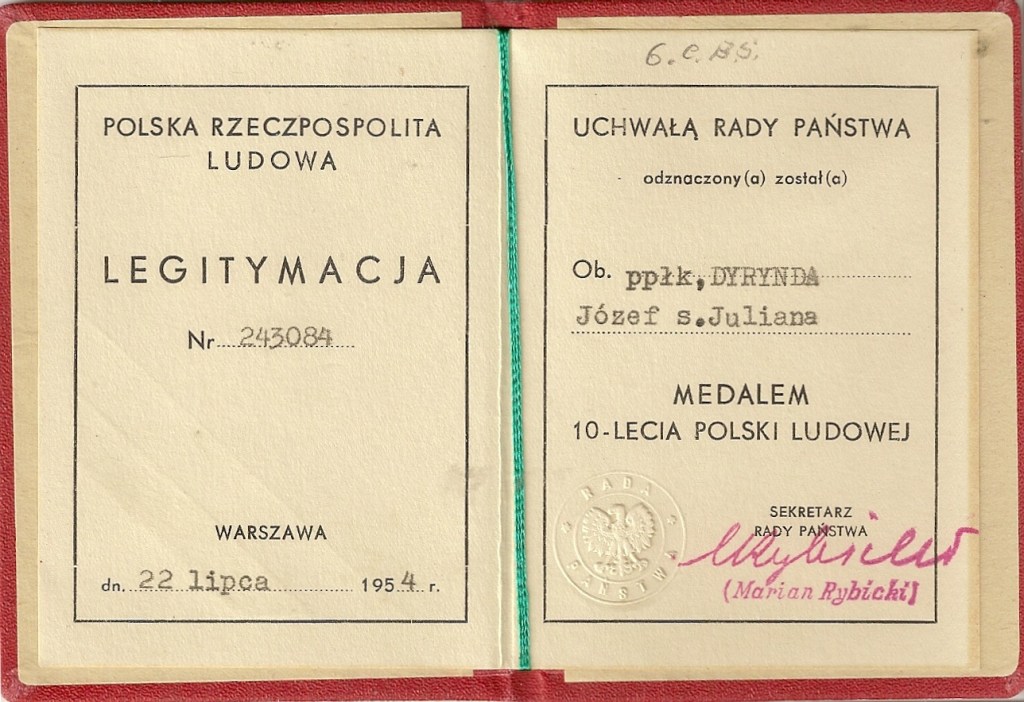 POLSKA RZECZPOSPOLITA
LUDOWA
LEGITYMACJA
Nr 243084
WARSZAWA
dn. 22 lipca 1954 r.
6. C. B.S.
UCHWAŁĄ RADY PAŃSTWA
odznaczony(a) został(a)
Ob. ppłk,DYRYNDA
Józef s.Juliana
MEDALEM
10-LECIA POLSKI LUDOWEJ
RADA
PAŃSTWA
SEKRETARZ
RADY PAŃSTWA
MRybicki
(Marian Rybicki)